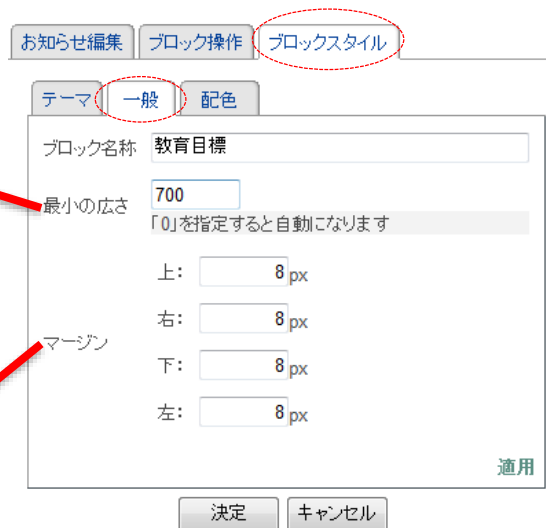 お知らせ編集 ブロック操作 ブロックスタイル
テーマ 一般 配色
ブロック名称 教育目標
最小の広さ 700
「0」を指定すると自動になります
マージン
上： 8 px
右： 8 px
下： 8 px
左： 8 px
適用
決定 キャンセル